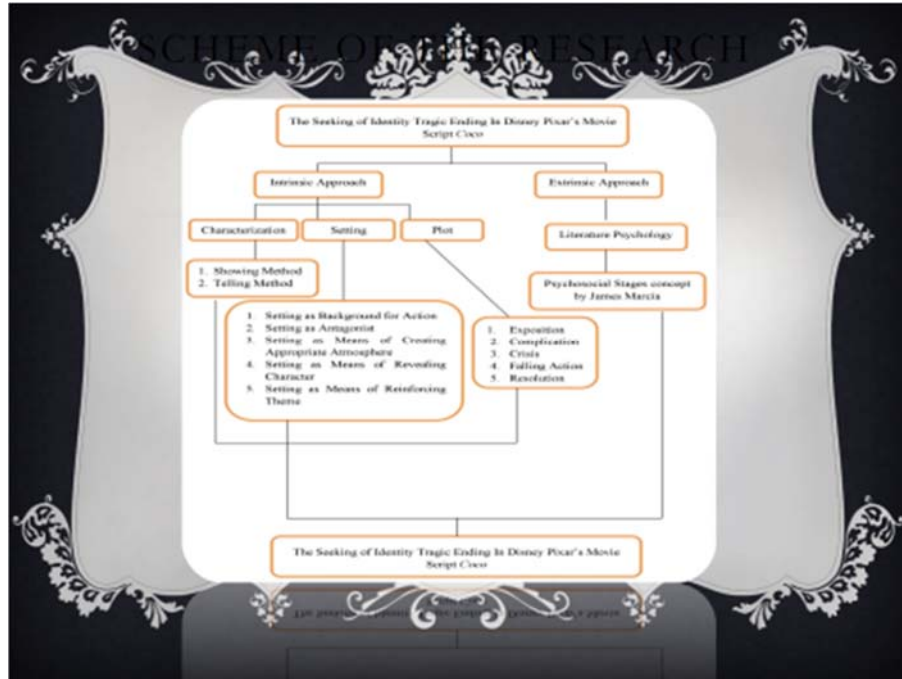 SCHEME OF THE RESEARCH
The Seeking of Identity Tragic Ending In Disney Pixar's Movie
Script Coco
Intrinsic Approach
Extrinsic Approach
Characterization
Setting
Plot
Literature Psychology
1. Showing Method
2. Telling Method
Psychosocial Stages concept
by James Marcia
1. Setting as Background for Action
2. Setting as Antagonist
3. Setting as Means of Creating
Appropriate Atmosphere
4. Setting as Means of Revealing
Character
5. Setting as Means of Reinforcing
Theme
1. Exposition
2. Complication
3. Crisis
4. Falling Action
5. Resolution
The Seeking of Identity Tragic Ending In Disney Pixar's Movie
Script Coco